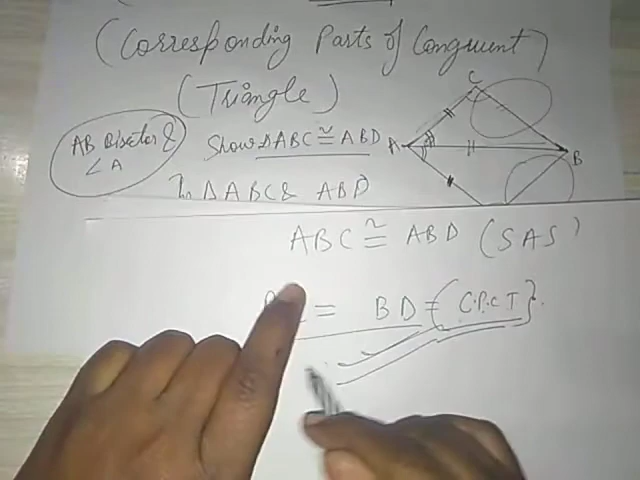 (Corresponding Parts of Congruent)
(Triangle)
AB Bisector &
∠A
Show ΔABC ≅ ABD
In ΔABC & ABD
C
A
B
ABC ≅ ABD (SAS)
= BD = (C.P.C.T}.